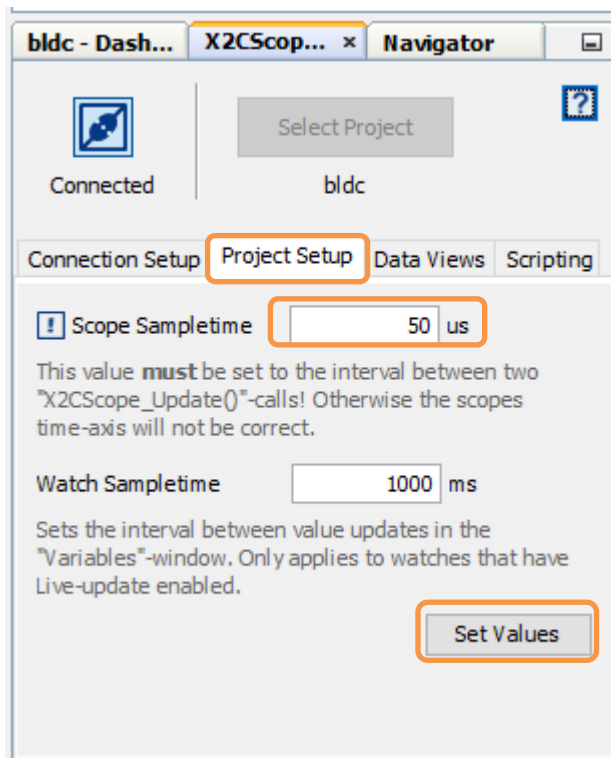 bldc - Dash...
X2CScop... ×
Navigator
Select Project
?
Connected
bldc
Connection Setup
Project Setup
Data Views
Scripting
! Scope Sampletime 50 us
This value must be set to the interval between two
"X2CScope_Update()"-calls! Otherwise the scopes
time-axis will not be correct.
Watch Sampletime 1000 ms
Sets the interval between value updates in the
"Variables"-window. Only applies to watches that have
Live-update enabled.
Set Values